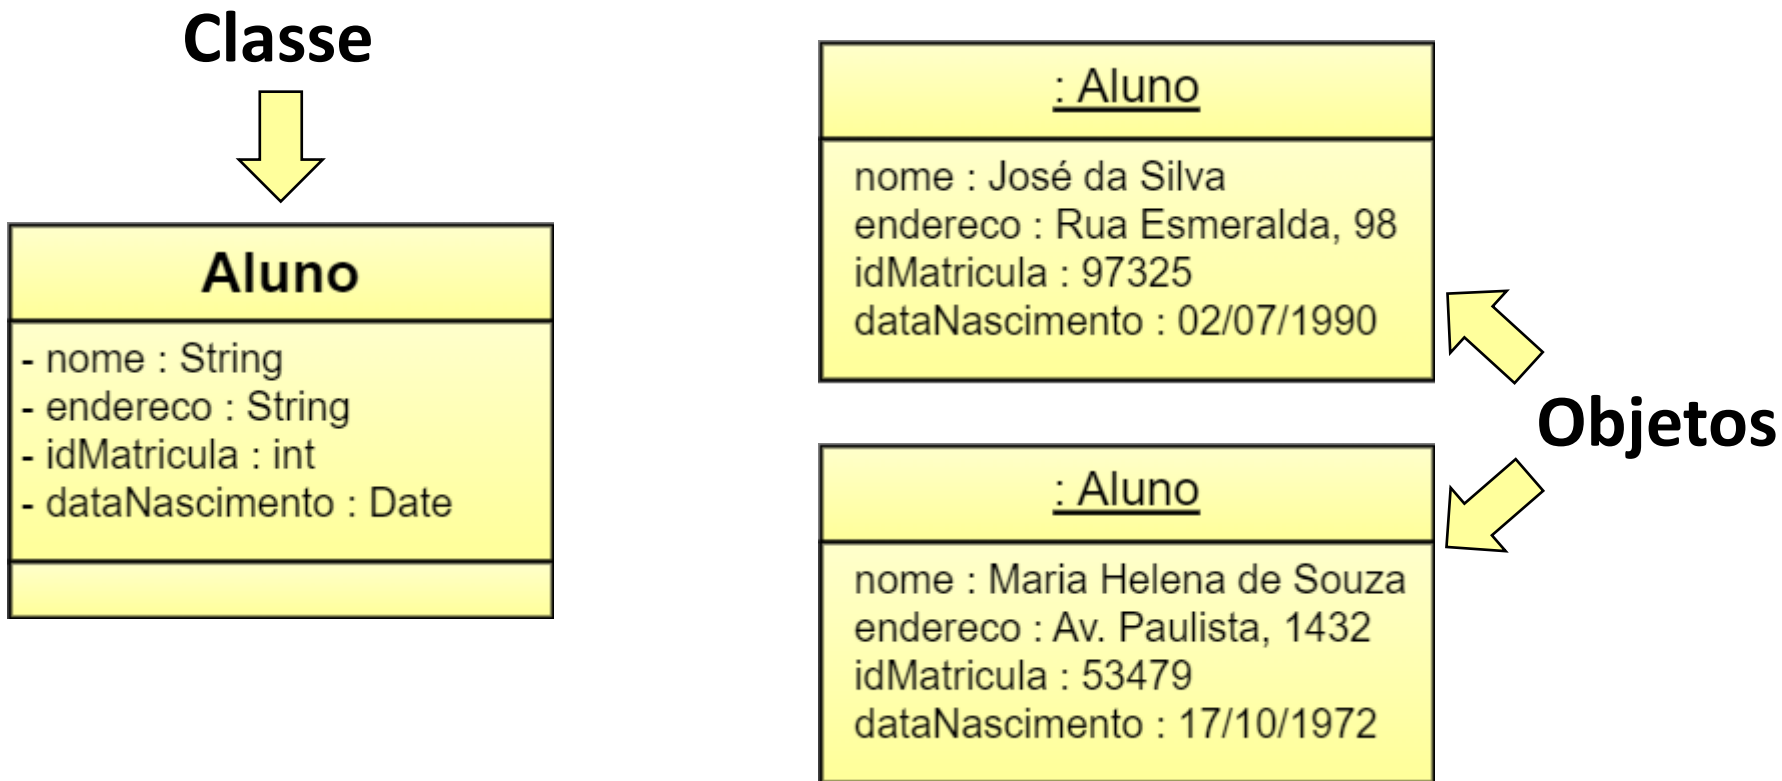 Classe
Aluno
- nome : String
- endereco : String
- idMatricula : int
- dataNascimento : Date
: Aluno
nome : José da Silva
endereco : Rua Esmeralda, 98
idMatricula : 97325
dataNascimento : 02/07/1990
Objetos
: Aluno
nome : Maria Helena de Souza
endereco : Av. Paulista, 1432
idMatricula : 53479
dataNascimento : 17/10/1972